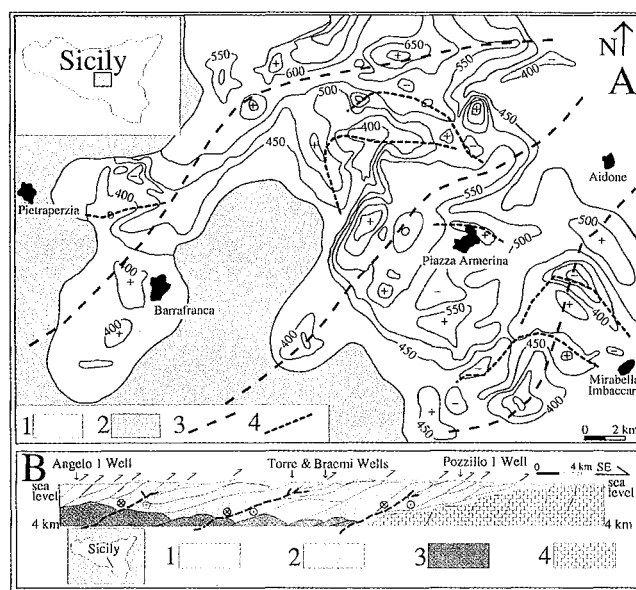 Sicily
N
A
550
650
600
550
400
500
450
400
450
400
550
Aidone
Pietraperzia
500
500
Piazza Armerina
400
Barrafranca
400
550
400
450
450
400
400
Mirabella
Imbaccari
450
1 2 3 4
0 2 km
B
Angelo 1 Well Torre & Braemi Wells Pozzillo 1 Well 0 4 km SE
sea level sea level
4 km 4 km
Sicily
1 2 3 4